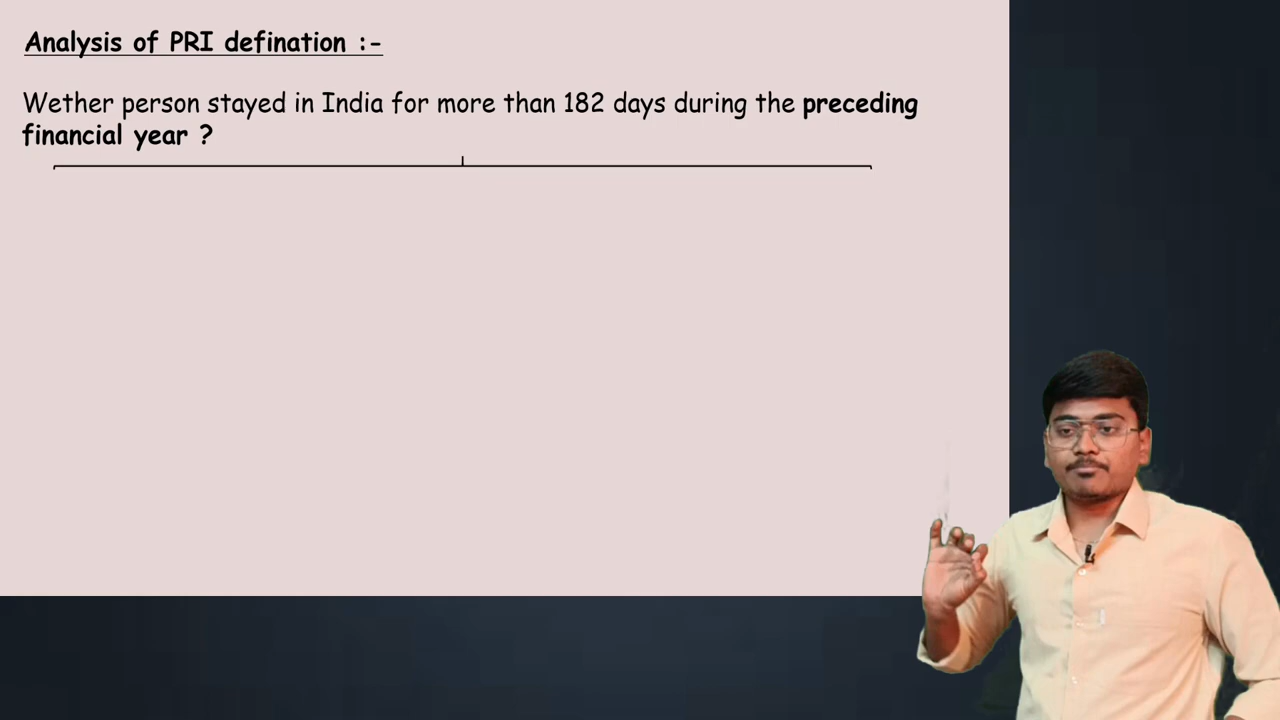 Analysis of PRI defination :-
Wether person stayed in India for more than 182 days during the preceding
financial year ?